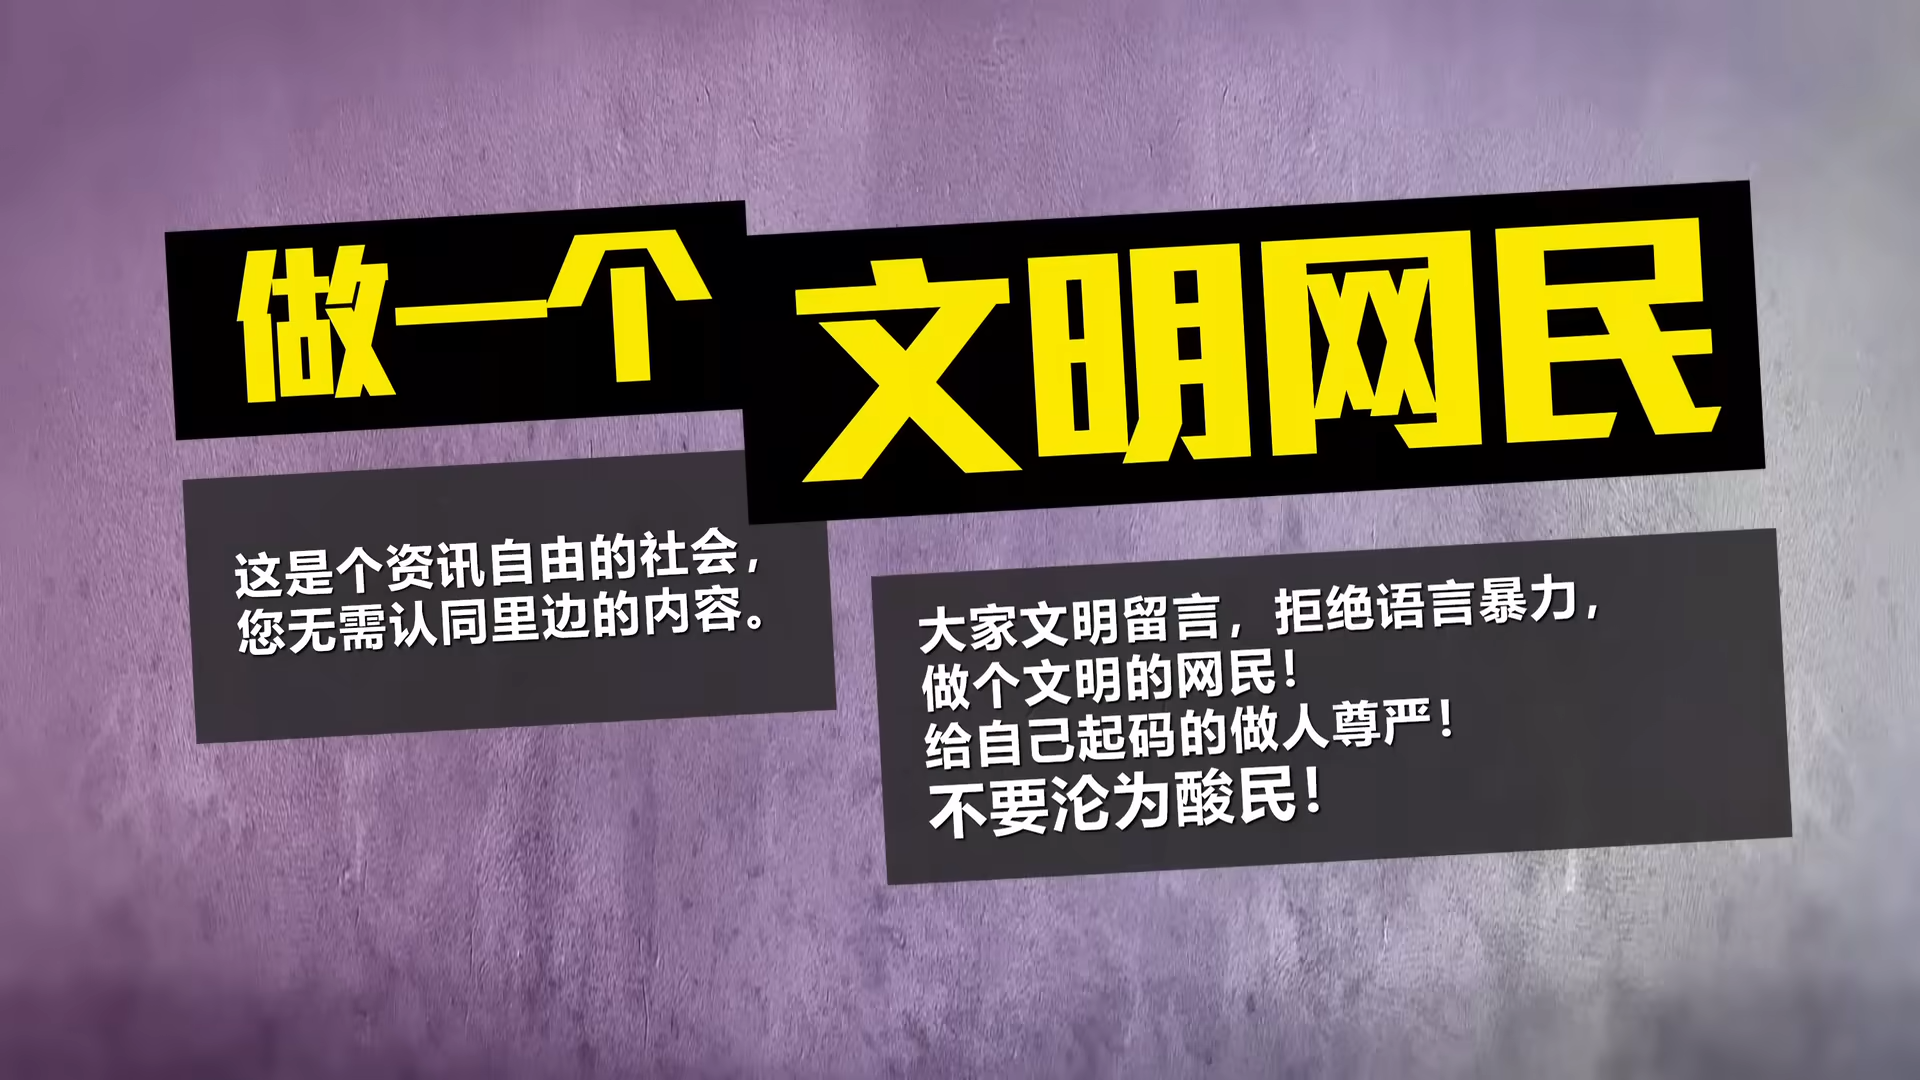 做一个 文明网民
这是个资讯自由的社会，
您无需认同里边的内容。
大家文明留言，拒绝语言暴力，
做个文明的网民！
给自己起码的做人尊严！
不要沦为酸民！